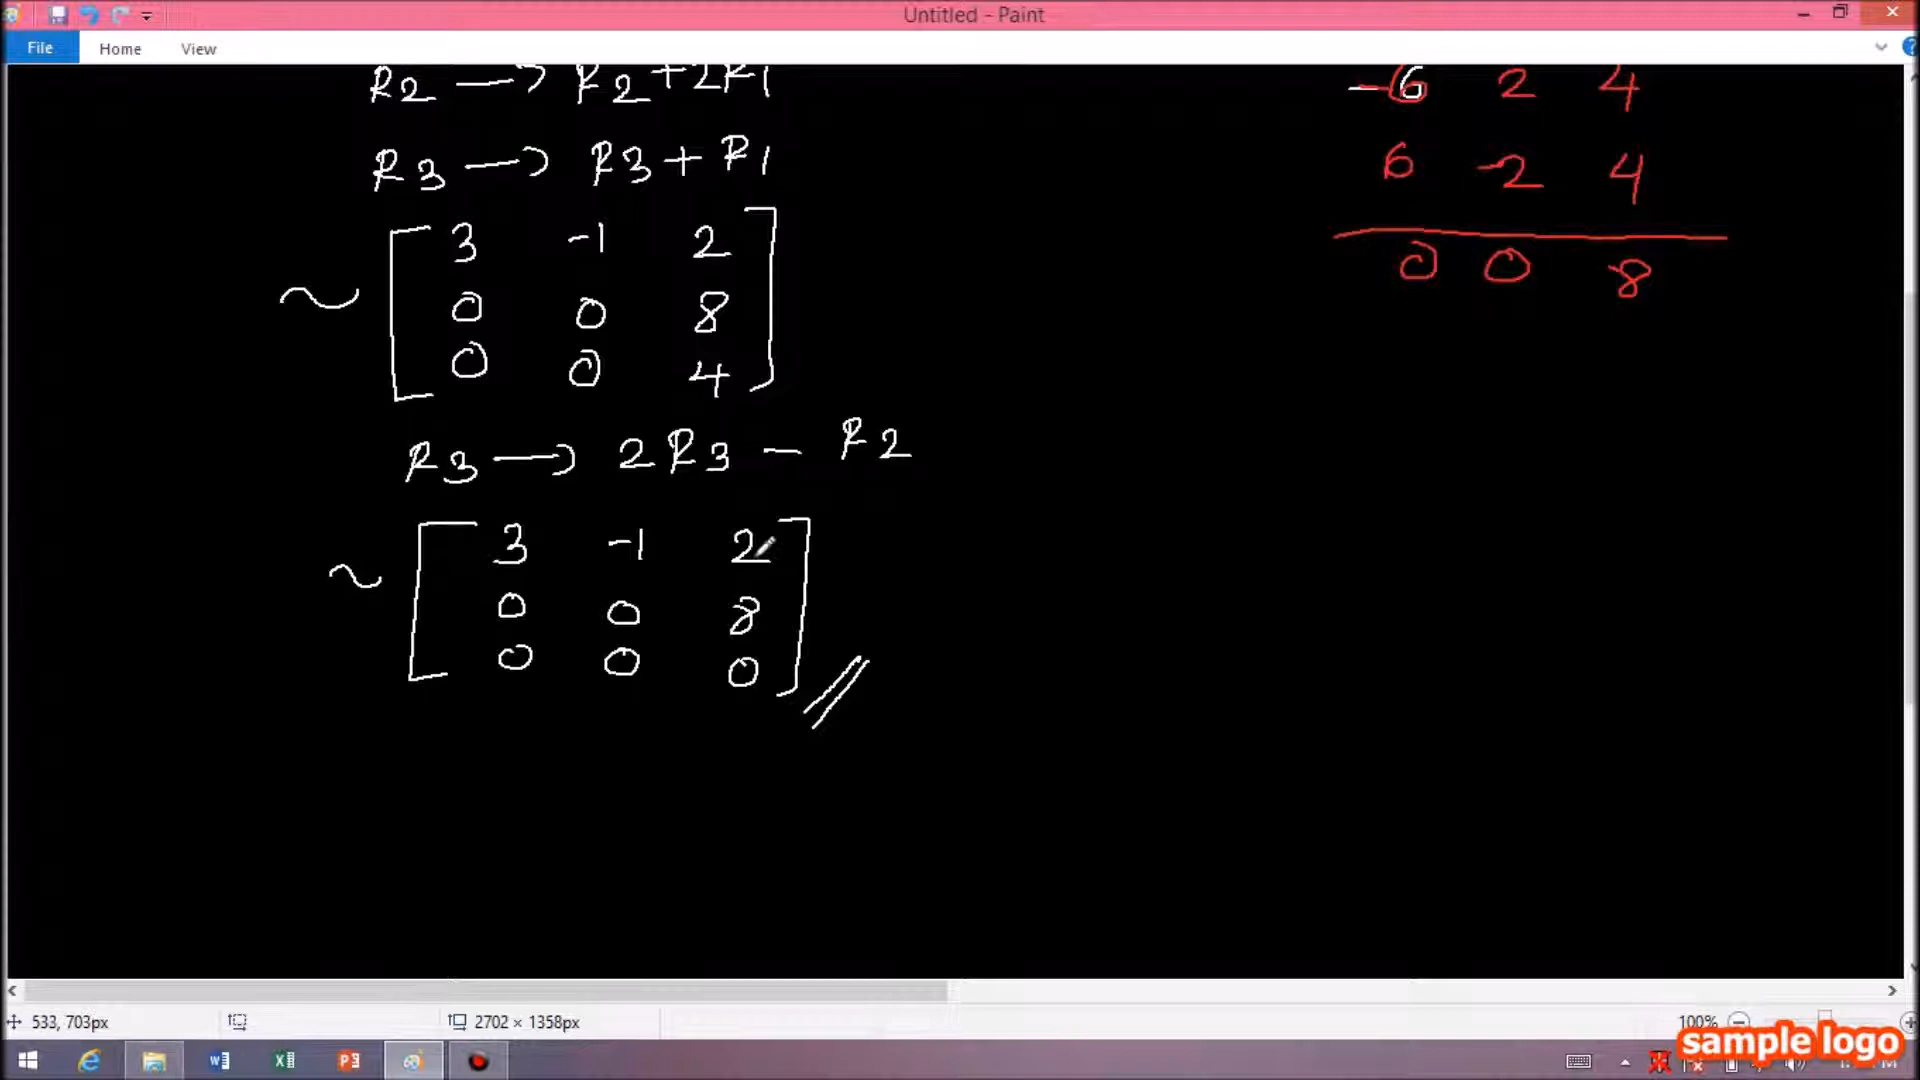 Untitled - Paint
File Home View
R2 → R2+2R1
-6 2 4
R3 → R3 + R1
6 -2 4
0 0 8
~ [ 3 -1 2 ]
0 0 8
0 0 4
R3 → 2R3 - R2
~ [ 3 -1 2 ]
0 0 8
0 0 0 //
533, 703px
2702 × 1358px
100%
sample logo